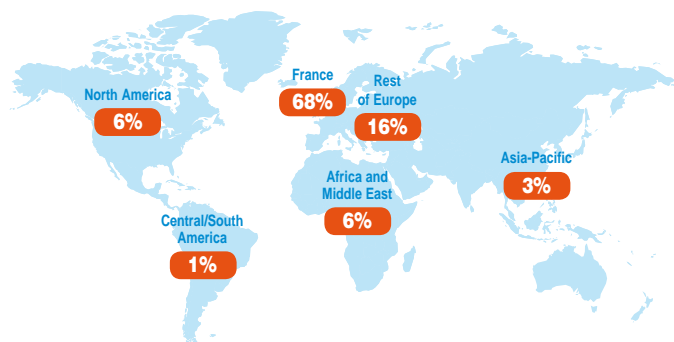 France
68%
Rest
of Europe
16%
North America
6%
Asia-Pacific
3%
Africa and
Middle East
6%
Central/South
America
1%